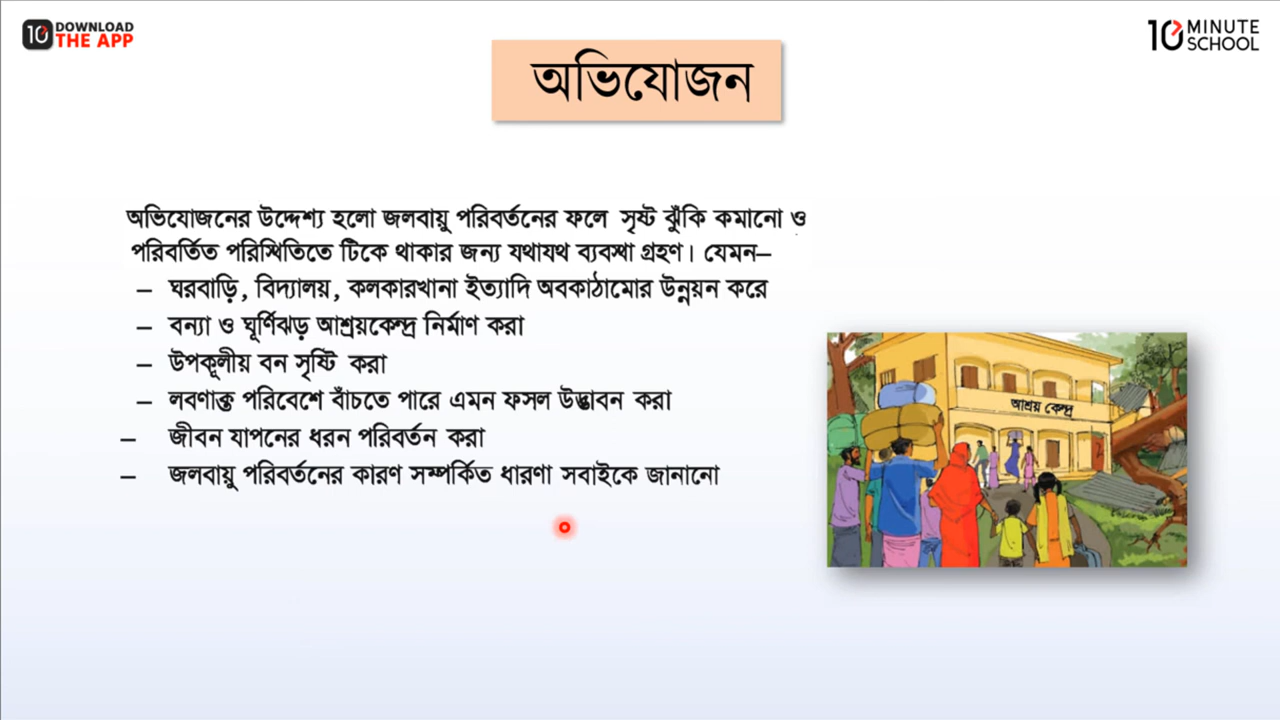 DOWNLOAD
THE APP
10 MINUTE
SCHOOL
অভিযোজন
অভিযোজনের উদ্দেশ্য হলো জলবায়ু পরিবর্তনের ফলে সৃষ্ট ঝুঁকি কমানো ও
পরিবর্তিত পরিস্থিতিতে টিকে থাকার জন্য যথাযথ ব্যবস্থা গ্রহণ। যেমন–
– ঘরবাড়ি, বিদ্যালয়, কলকারখানা ইত্যাদি অবকাঠামোর উন্নয়ন করে
– বন্যা ও ঘূর্ণিঝড় আশ্রয়কেন্দ্র নির্মাণ করা
– উপকূলীয় বন সৃষ্টি করা
– লবণাক্ত পরিবেশে বাঁচতে পারে এমন ফসল উদ্ভাবন করা
– জীবন যাপনের ধরন পরিবর্তন করা
– জলবায়ু পরিবর্তনের কারণ সম্পর্কিত ধারণা সবাইকে জানানো
আশ্রয় কেন্দ্র